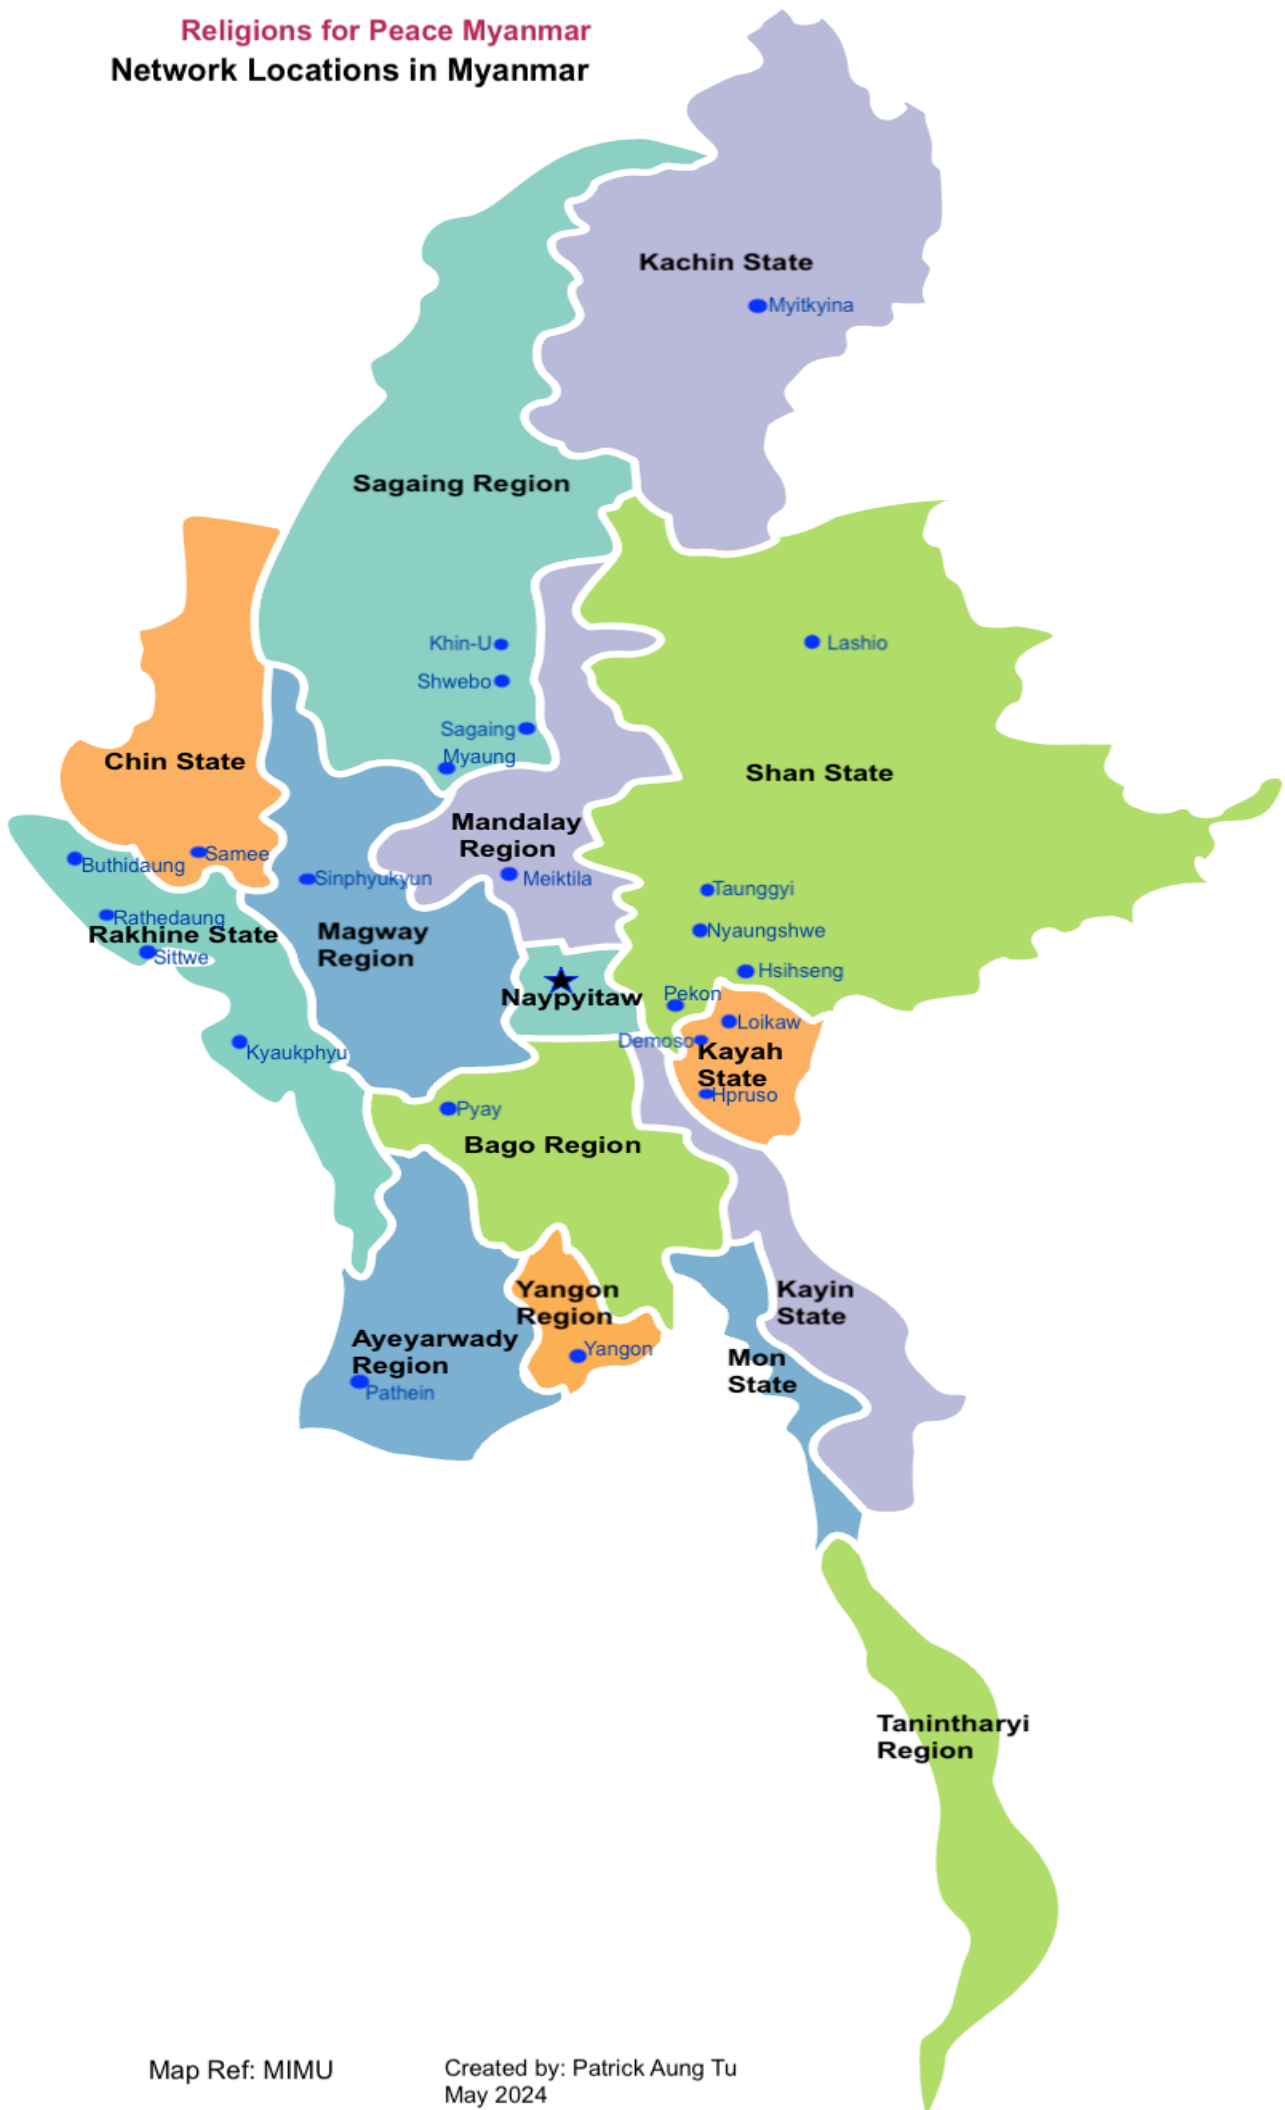 Religions for Peace Myanmar
Network Locations in Myanmar
Kachin State
Myitkyina
Sagaing Region
Khin-U
Lashio
Shwebo
Sagaing
Myaung
Chin State
Shan State
Mandalay
Region
Samee
Buthidaung
Sinphyukyun
Meiktila
Taunggyi
Rathedaung
Rakhine State
Sittwe
Magway
Region
Nyaungshwe
Hsihseng
Naypyitaw
Pekon
Loikaw
Demoso
Kayah
State
Kyaukphyu
Hpruso
Pyay
Bago Region
Yangon
Region
Kayin
State
Ayeyarwady
Region
Yangon
Mon
State
Pathein
Tanintharyi
Region
Map Ref: MIMU
Created by: Patrick Aung Tu
May 2024